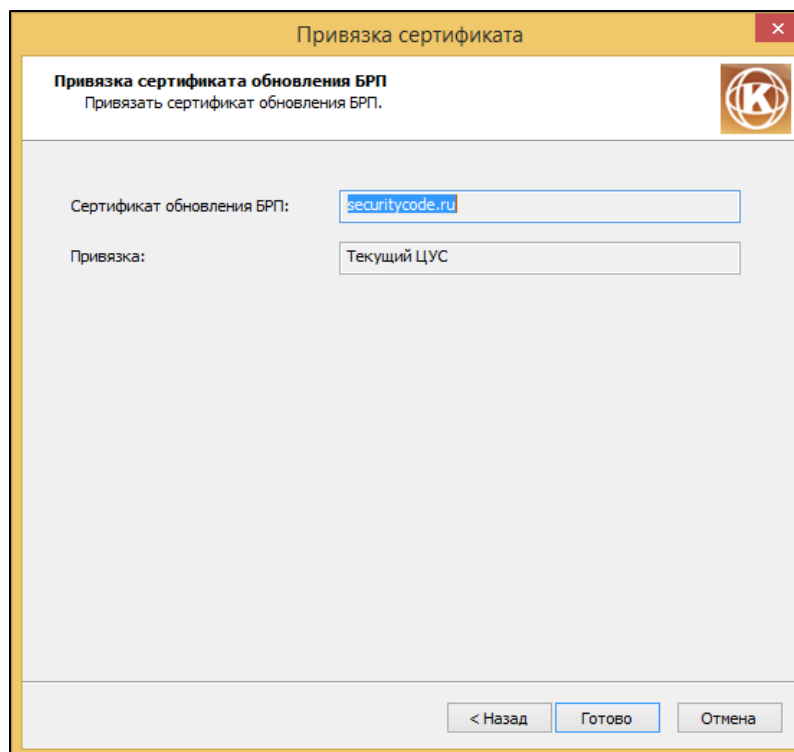 Привязка сертификата
Привязка сертификата обновления БРП
Привязать сертификат обновления БРП.
K
Сертификат обновления БРП: securitycode.ru
Привязка: Текущий ЦУС
< Назад Готово Отмена